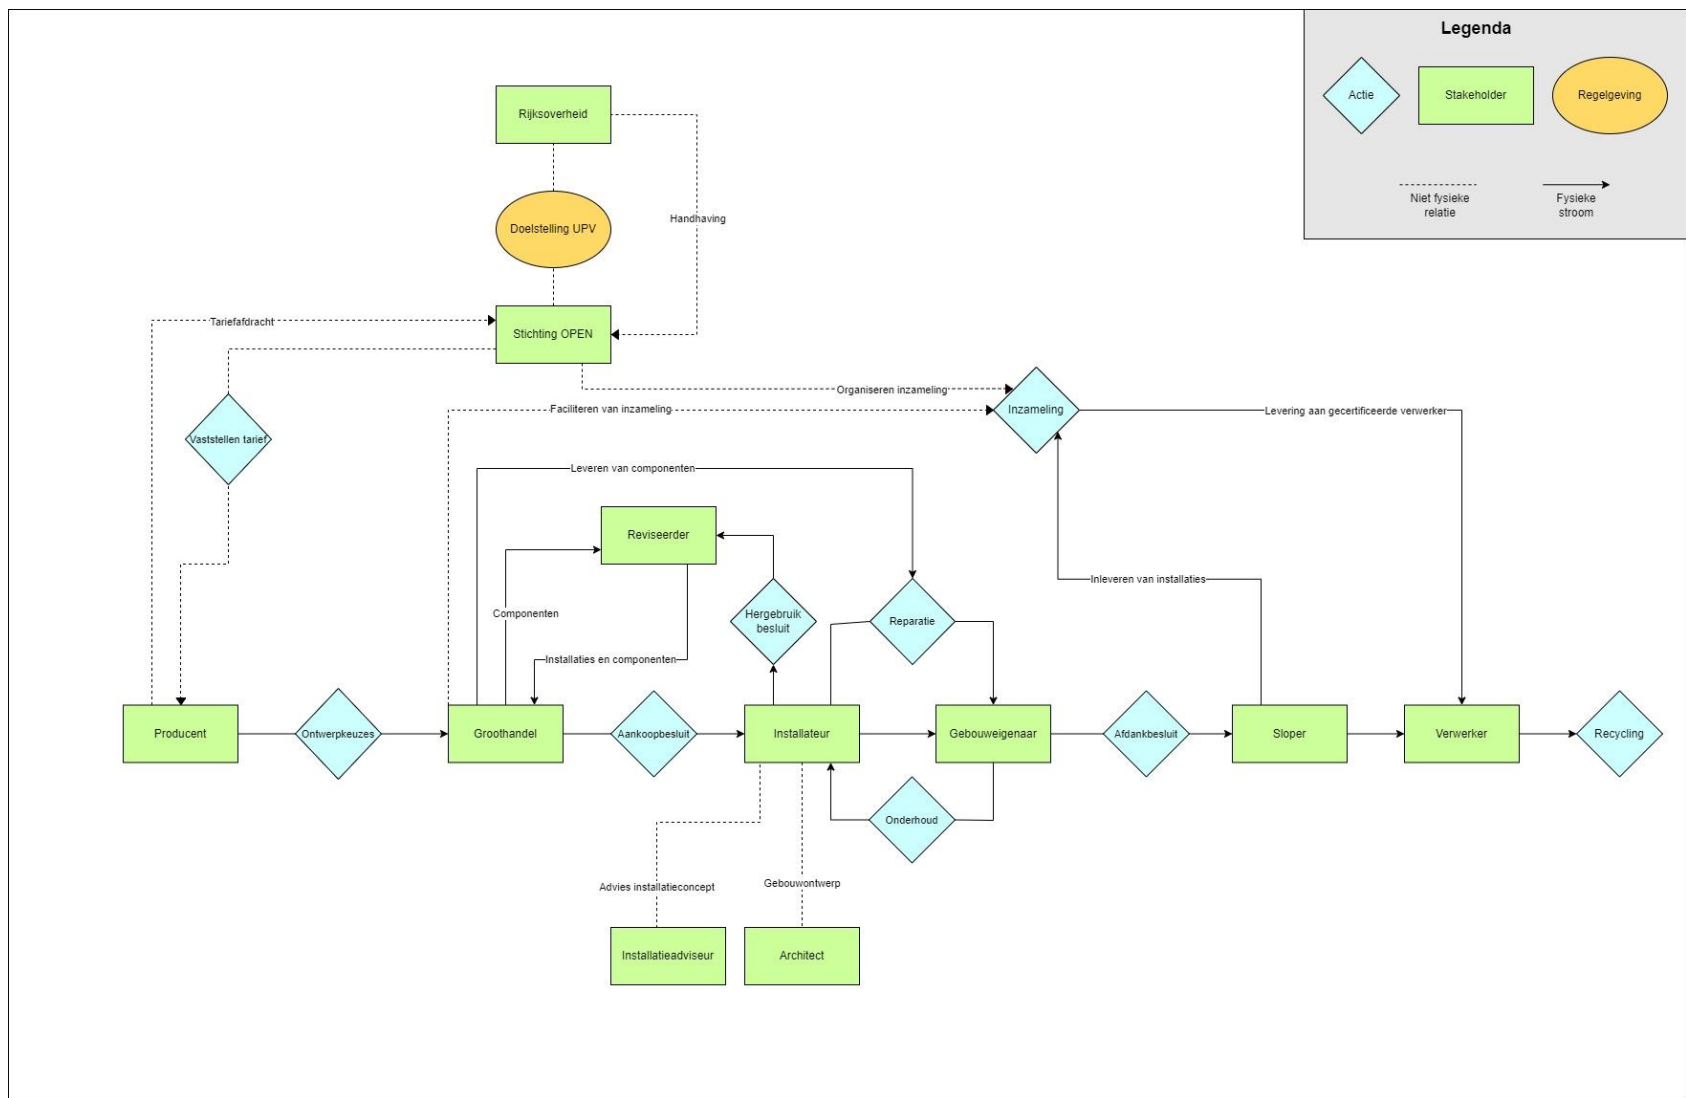 Legenda
Actie
Stakeholder
Regelgeving
Niet fysieke
relatie
Fysieke
stroom
Rijksoverheid
Doelstelling UPV
Handhaving
Tariefafdracht
Stichting OPEN
Organiseren inzameling
Faciliteren van inzameling
Inzameling
Levering aan gecertificeerde verwerker
Vaststellen tarief
Leveren van componenten
Reviseerder
Inleveren van installaties
Componenten
Hergebruik
besluit
Reparatie
Installaties en componenten
Producent
Ontwerpkeuzes
Groothandel
Aankoopbesluit
Installateur
Gebouweigenaar
Afdankbesluit
Sloper
Verwerker
Recycling
Onderhoud
Advies installatieconcept
Gebouwontwerp
Installatieadviseur
Architect